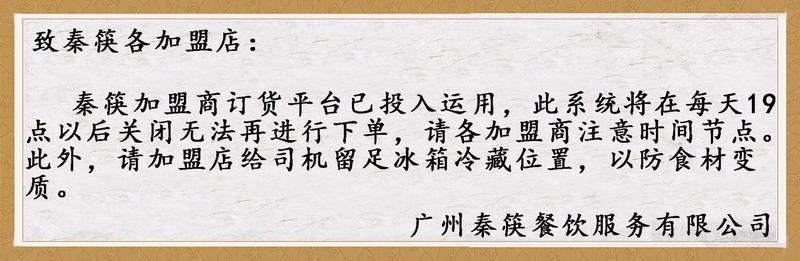 致秦筷各加盟店：
秦筷加盟商订货平台已投入运用，此系统将在每天19
点以后关闭无法再进行下单，请各加盟商注意时间节点。
此外，请加盟店给司机留足冰箱冷藏位置，以防食材变
质。
广州秦筷餐饮服务有限公司